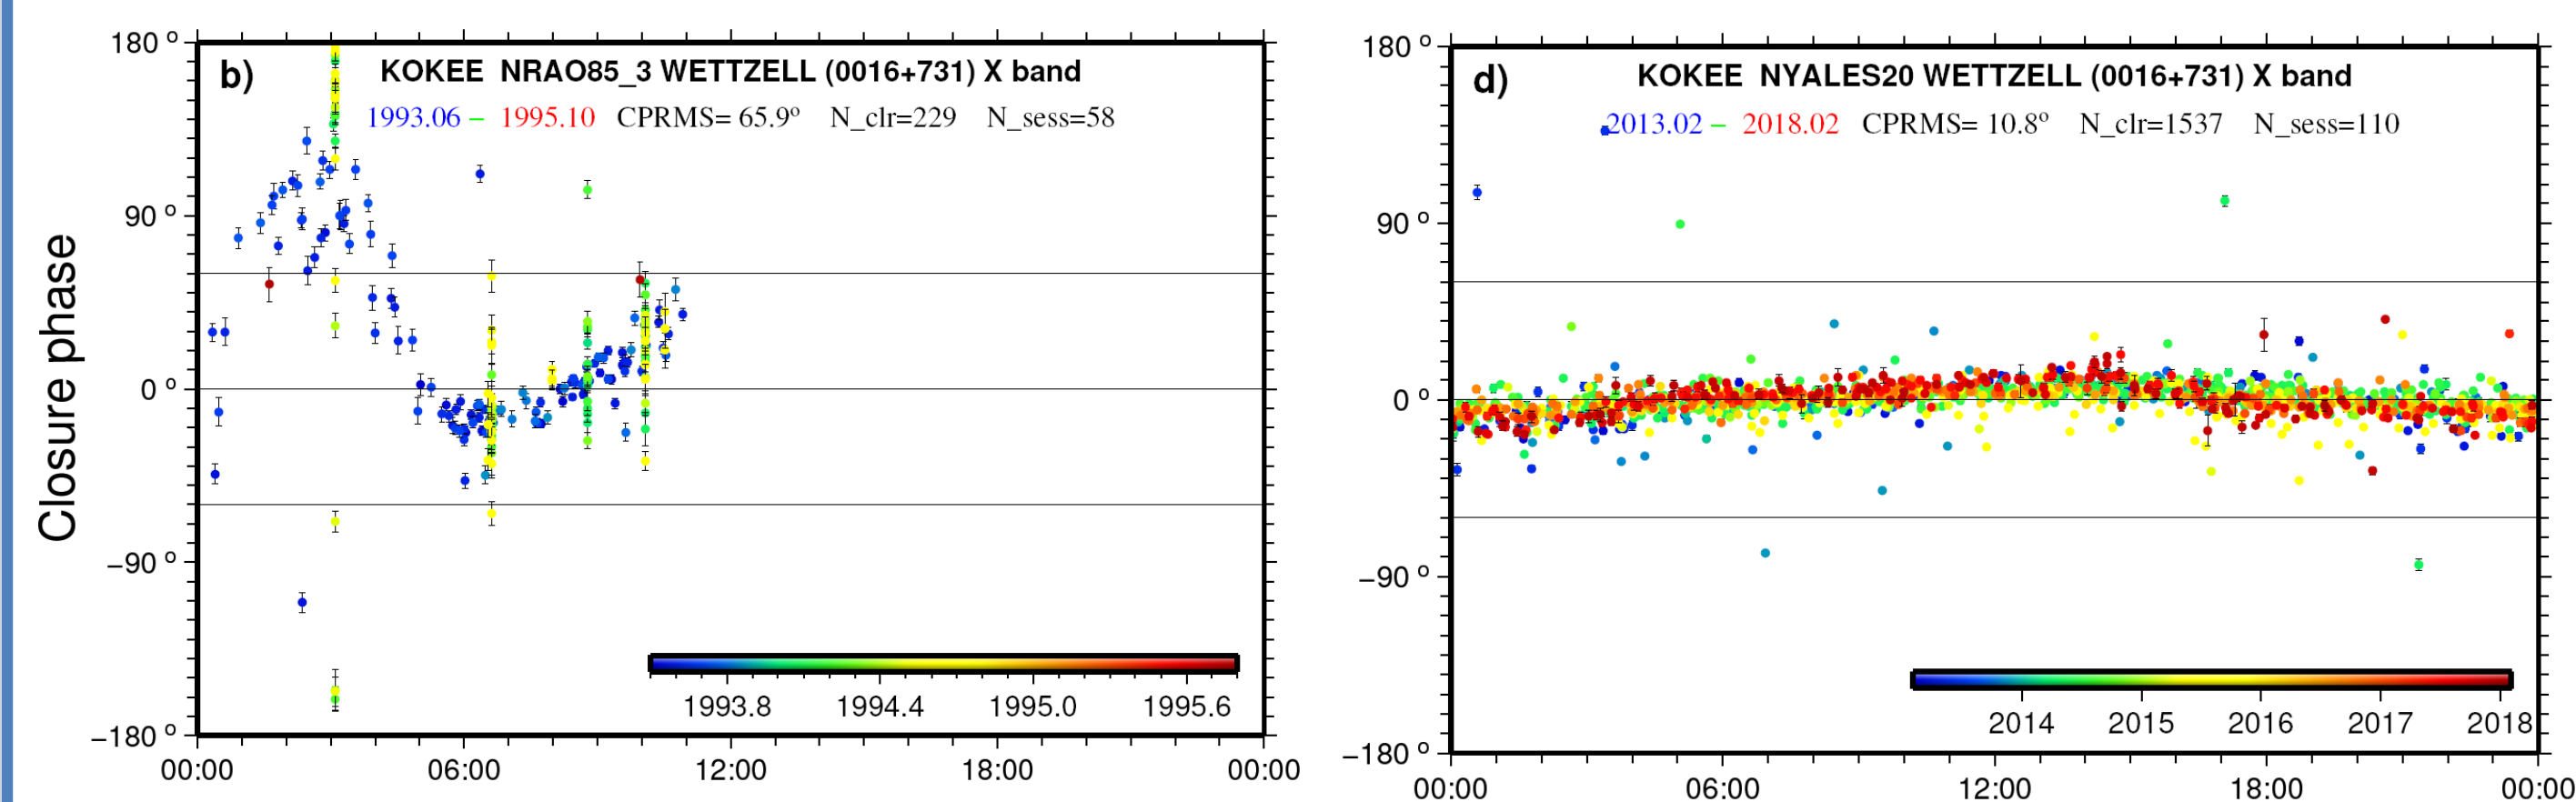 Closure phase
b)
KOKEE NRAO85_3 WETTZELL (0016+731) X band
1993.06 – 1995.10 CPRMS= 65.9º N_clr=229 N_sess=58
180 º
90 º
0 º
−90 º
−180 º
1993.8 1994.4 1995.0 1995.6
00:00 06:00 12:00 18:00 00:00
d)
KOKEE NYALES20 WETTZELL (0016+731) X band
2013.02 – 2018.02 CPRMS= 10.8º N_clr=1537 N_sess=110
180 º
90 º
0 º
−90 º
−180 º
2014 2015 2016 2017 2018
00:00 06:00 12:00 18:00 00:00